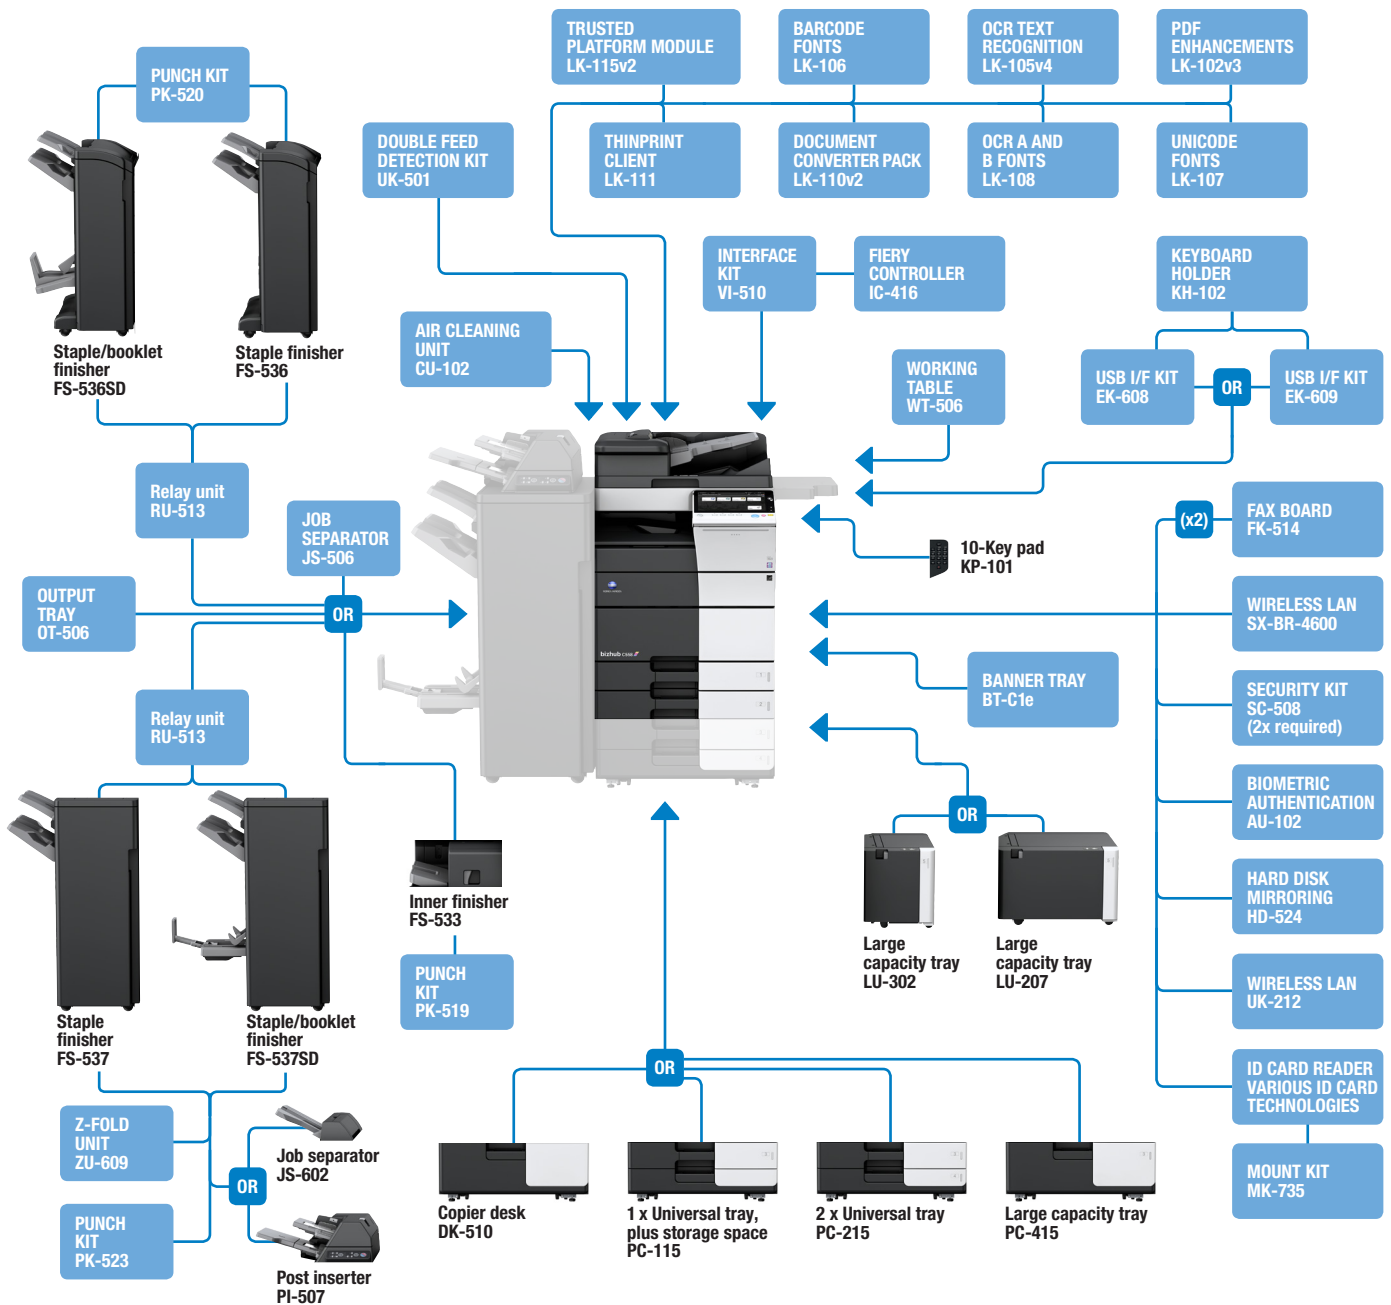 TRUSTED
PLATFORM MODULE
LK-115v2
BARCODE
FONTS
LK-106
OCR TEXT
RECOGNITION
LK-105v4
PDF
ENHANCEMENTS
LK-102v3
PUNCH KIT
PK-520
DOUBLE FEED
DETECTION KIT
UK-501
THINPRINT
CLIENT
LK-111
DOCUMENT
CONVERTER PACK
LK-110v2
OCR A AND
B FONTS
LK-108
UNICODE
FONTS
LK-107
INTERFACE
KIT
VI-510
FIERY
CONTROLLER
IC-416
KEYBOARD
HOLDER
KH-102
AIR CLEANING
UNIT
CU-102
Staple/booklet
finisher
FS-536SD
Staple finisher
FS-536
WORKING
TABLE
WT-506
USB I/F KIT
EK-608
OR
USB I/F KIT
EK-609
Relay unit
RU-513
JOB
SEPARATOR
JS-506
(x2)
FAX BOARD
FK-514
10-Key pad
KP-101
OUTPUT
TRAY
OT-506
OR
WIRELESS LAN
SX-BR-4600
bizhub
BANNER TRAY
BT-C1e
SECURITY KIT
SC-508
(2x required)
Relay unit
RU-513
BIOMETRIC
AUTHENTICATION
AU-102
OR
HARD DISK
MIRRORING
HD-524
Inner finisher
FS-533
Large
capacity tray
LU-302
Large
capacity tray
LU-207
PUNCH
KIT
PK-519
WIRELESS LAN
UK-212
Staple
finisher
FS-537
Staple/booklet
finisher
FS-537SD
OR
ID CARD READER
VARIOUS ID CARD
TECHNOLOGIES
Z-FOLD
UNIT
ZU-609
Job separator
JS-602
OR
MOUNT KIT
MK-735
PUNCH
KIT
PK-523
Copier desk
DK-510
1 x Universal tray,
plus storage space
PC-115
2 x Universal tray
PC-215
Large capacity tray
PC-415
Post inserter
PI-507